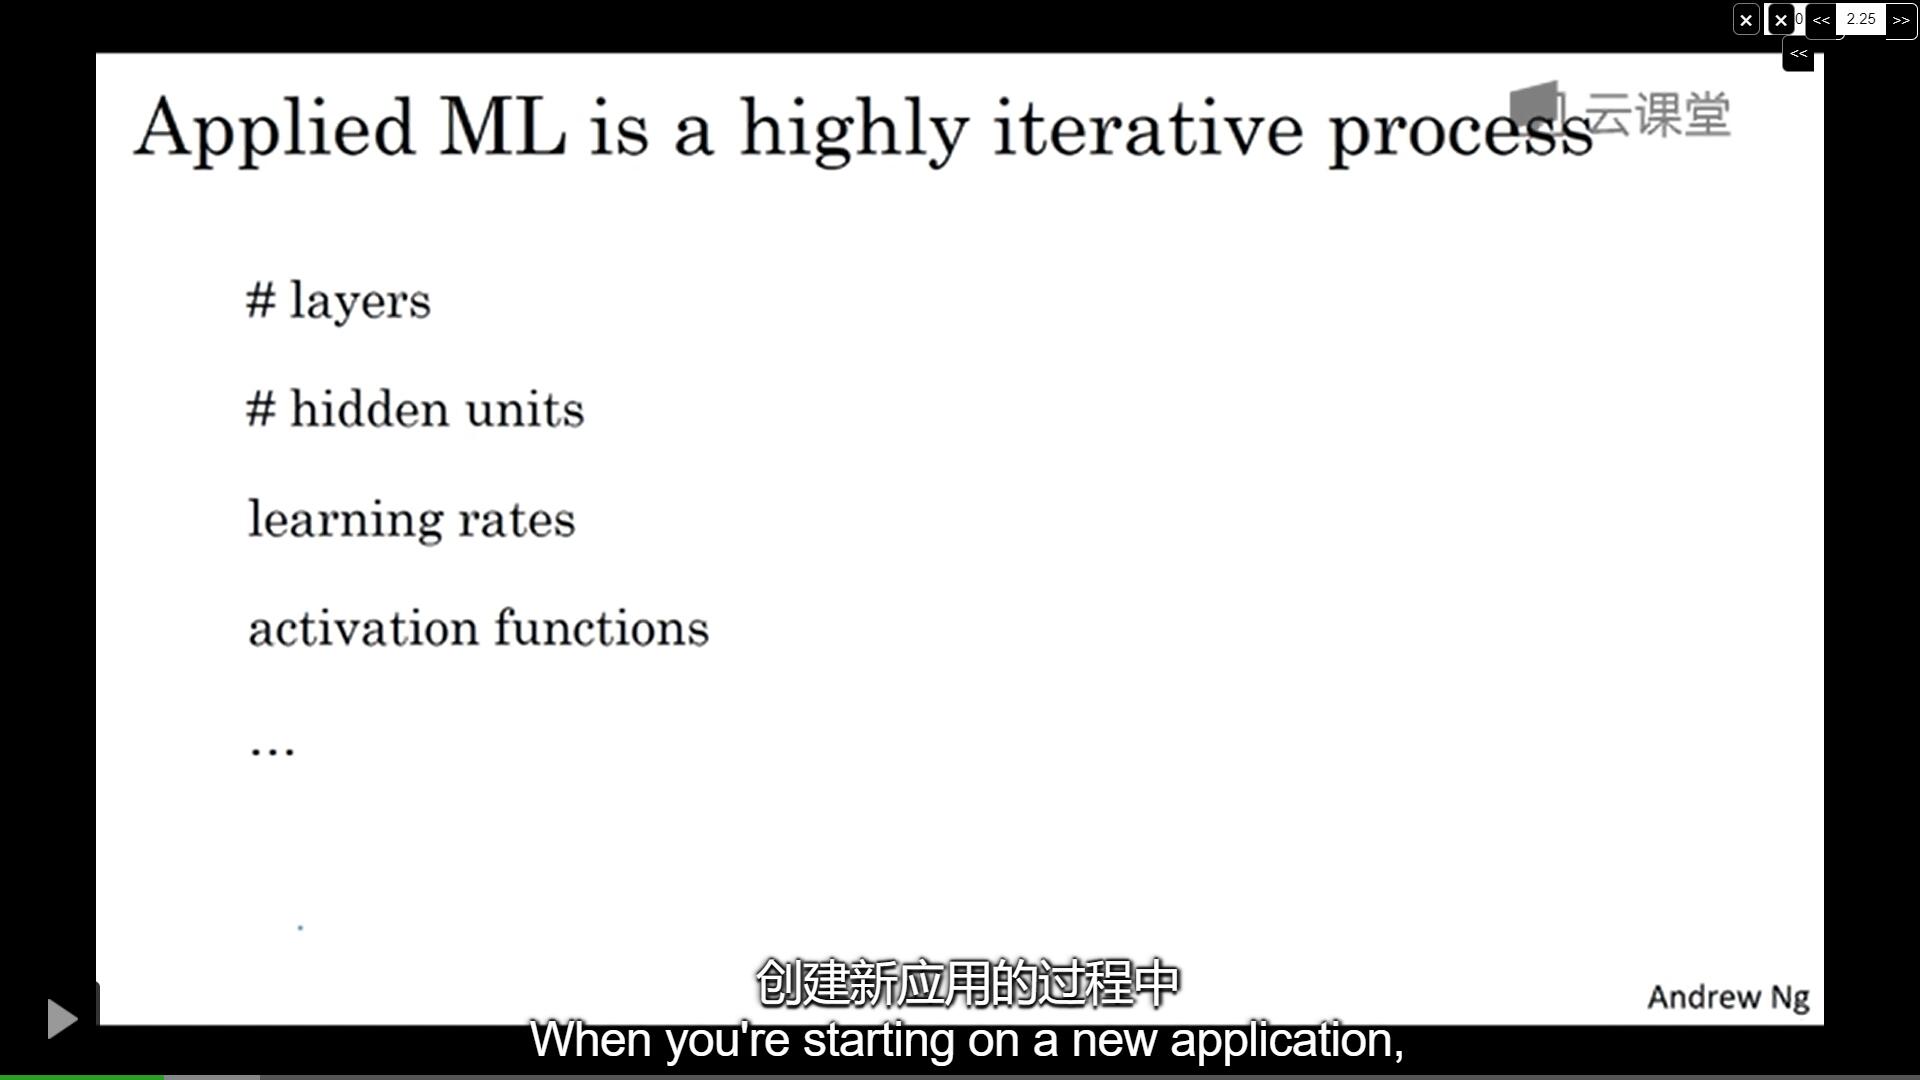 × × 0 << 2.25 >>
<<
云课堂
Applied ML is a highly iterative process
# layers
# hidden units
learning rates
activation functions
...
创建新应用的过程中
Andrew Ng
When you're starting on a new application,